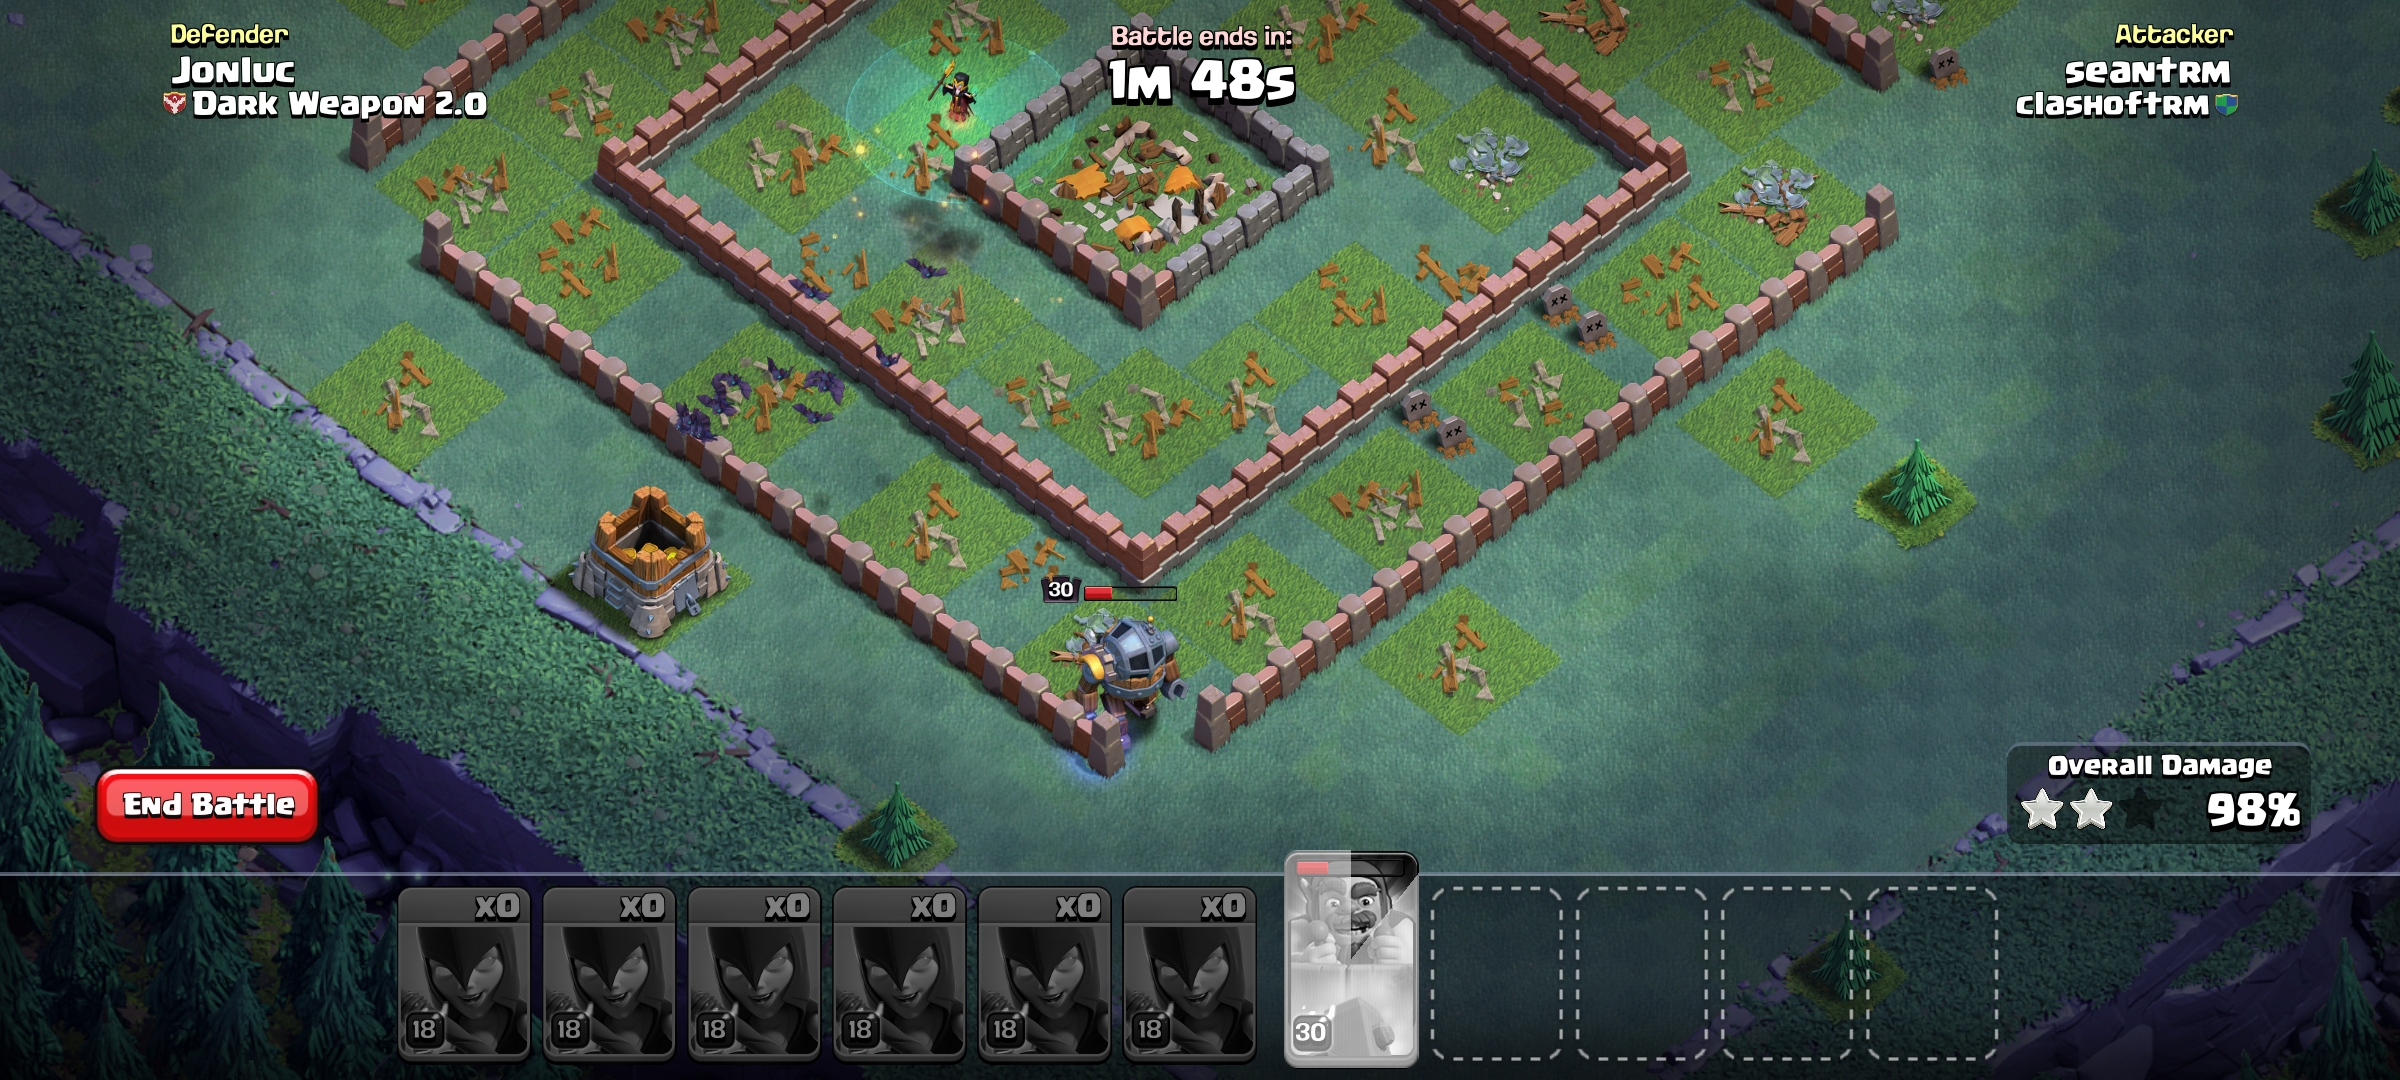 Defender
Jonluc
Dark Weapon 2.0
Battle ends in:
1m 48s
Attacker
seantrm
clashoftrm
30
End Battle
Overall Damage
98%
x0 x0 x0 x0 x0 x0
18 18 18 18 18 18 30